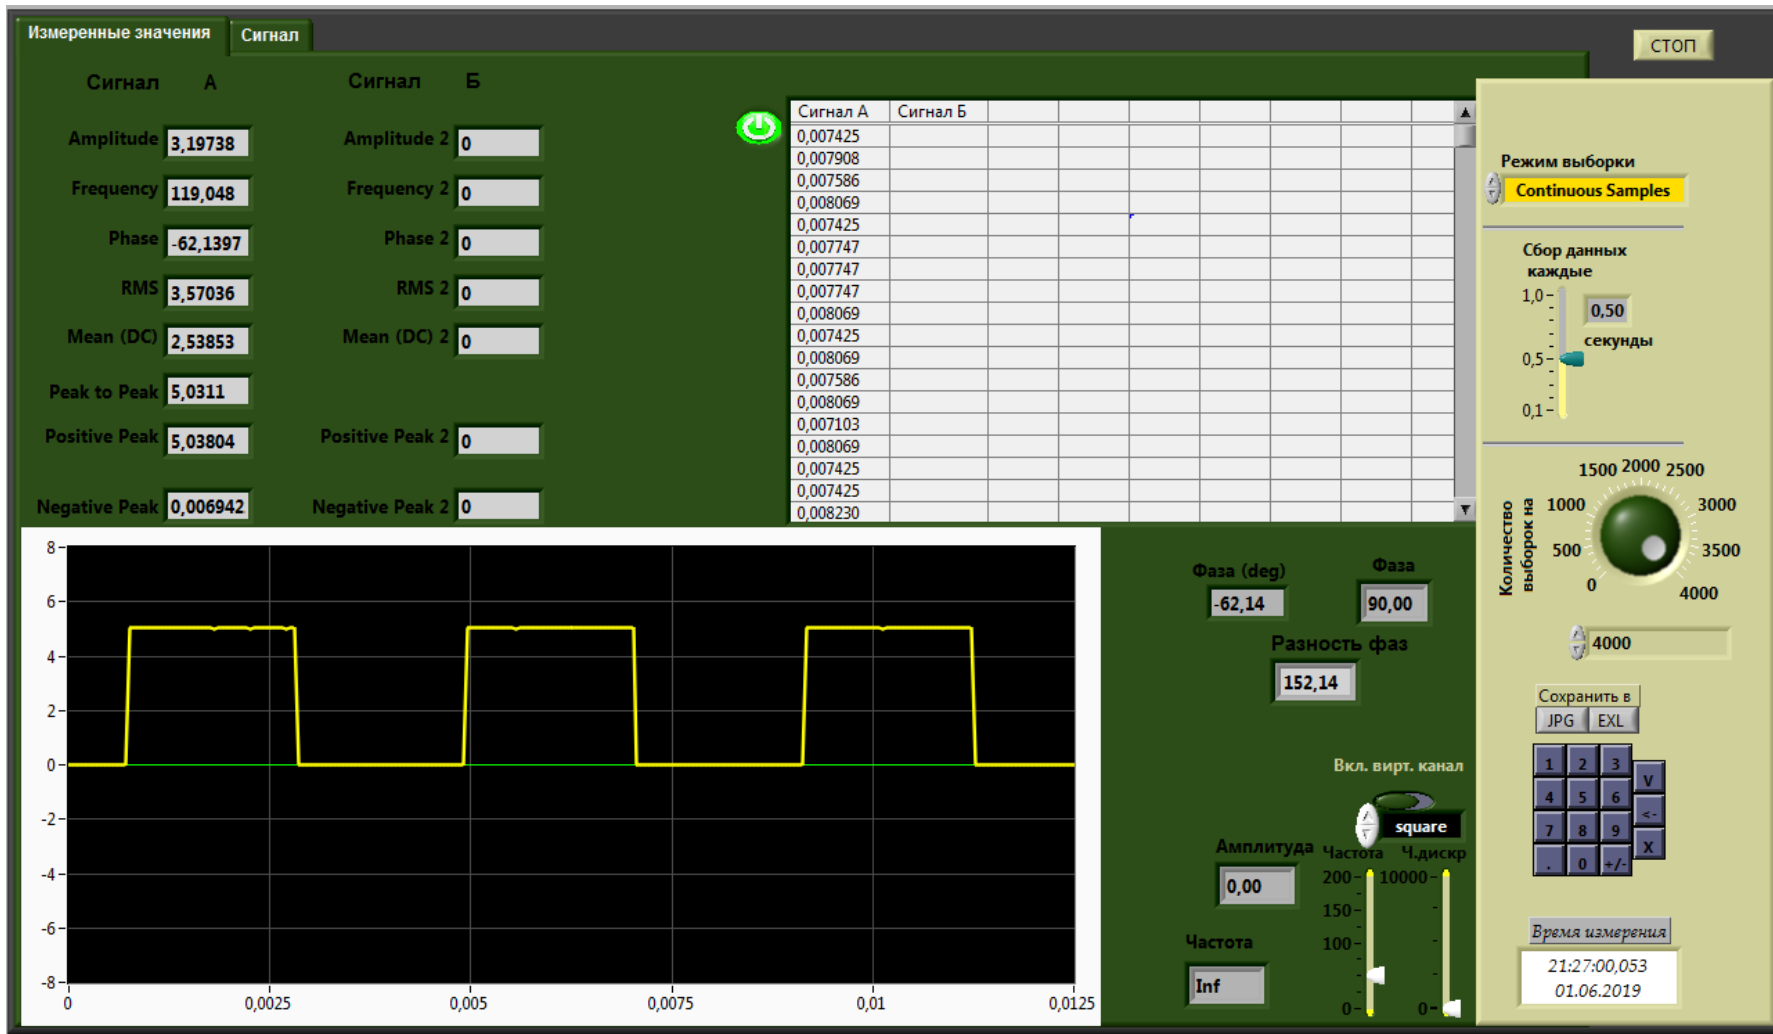 Измеренные значения
Сигнал
СТОП
Сигнал А
Сигнал Б
Amplitude 3,19738
Amplitude 2 0
Frequency 119,048
Frequency 2 0
Phase -62,1397
Phase 2 0
RMS 3,57036
RMS 2 0
Mean (DC) 2,53853
Mean (DC) 2 0
Peak to Peak 5,0311
Positive Peak 5,03804
Positive Peak 2 0
Negative Peak 0,006942
Negative Peak 2 0
Сигнал А Сигнал Б
0,007425
0,007908
0,007586
0,008069
0,007425
0,007747
0,007747
0,007747
0,008069
0,007425
0,008069
0,007586
0,008069
0,007103
0,008069
0,007425
0,007425
0,008230
Режим выборки
Continuous Samples
Сбор данных
каждые
1,0
0,50
секунды
0,5
0,1
1500 2000 2500
1000 3000
500 3500
0 4000
Количество
выборок на
4000
Сохранить в
JPG EXL
1 2 3
V
4 5 6
<-
7 8 9
X
. 0 +/-
Время измерения
21:27:00,053
01.06.2019
8
6
4
2
0
-2
-4
-6
-8
0 0,0025 0,005 0,0075 0,01 0,0125
Фаза (deg) Фаза
-62,14 90,00
Разность фаз
152,14
Вкл. вирт. канал
square
Амплитуда Частота Ч.дискр
0,00
200 10000
150
Частота
100
Inf
0 0